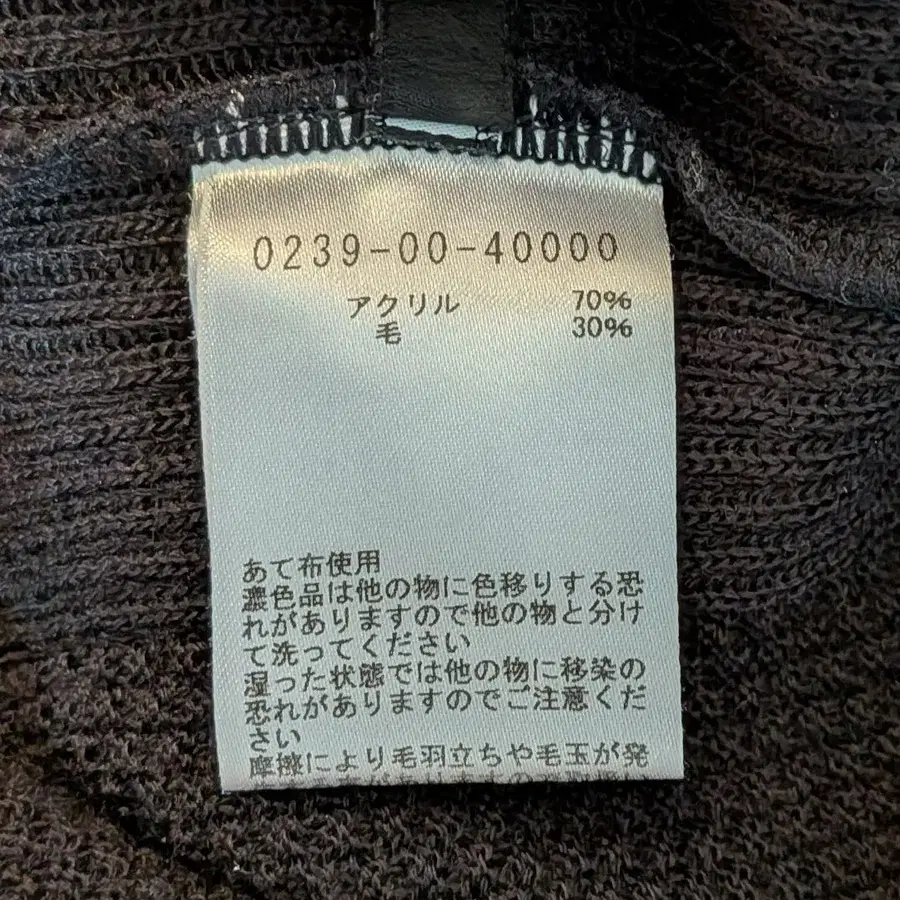 0239-00-40000
アクリル 70%
毛 30%
あて布使用
濃色品は他の物に色移りする恐
れがありますので他の物と分け
て洗ってください
湿った状態では他の物に移染の
恐れがありますのでご注意くだ
さい
摩擦により毛羽立ちや毛玉が発